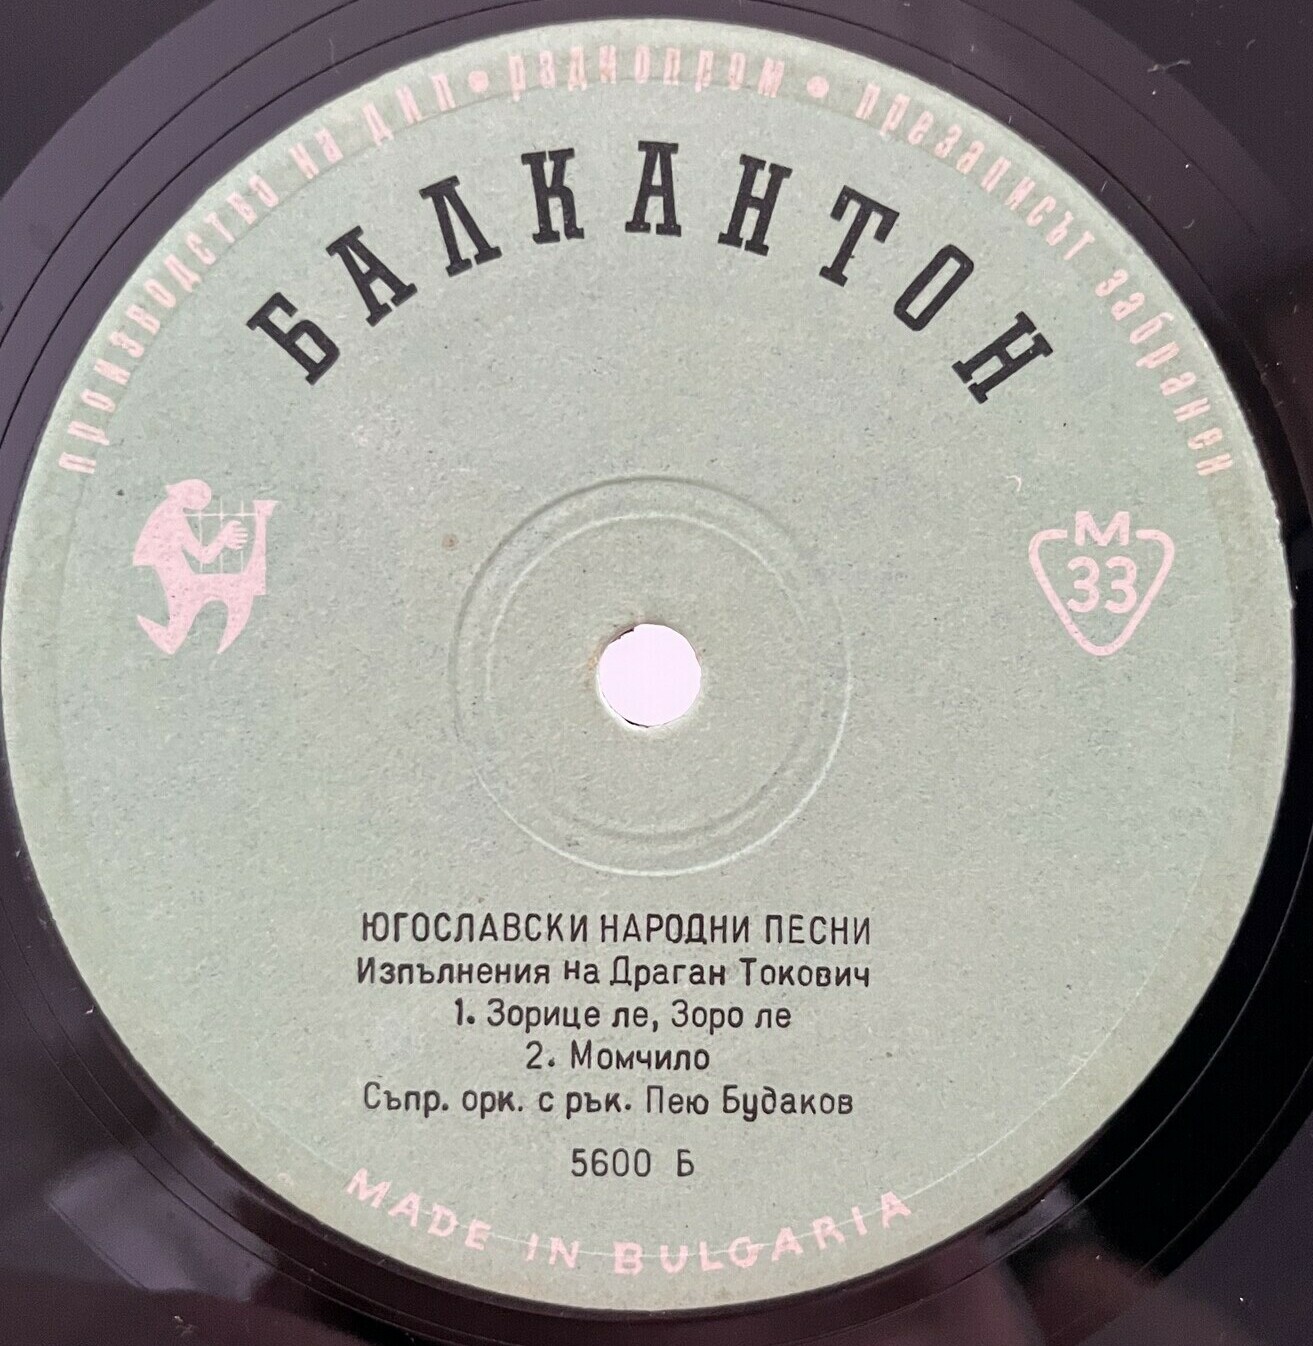 производство на дип • радиопром • презаписът забранен
БАЛКАНТОН
М
33
ЮГОСЛАВСКИ НАРОДНИ ПЕСНИ
Изпълнения на Драган Токович
1. Зорице ле, Зоро ле
2. Момчило
Съпр. орк. с рък. Пею Будаков
5600 Б
MADE IN BULGARIA